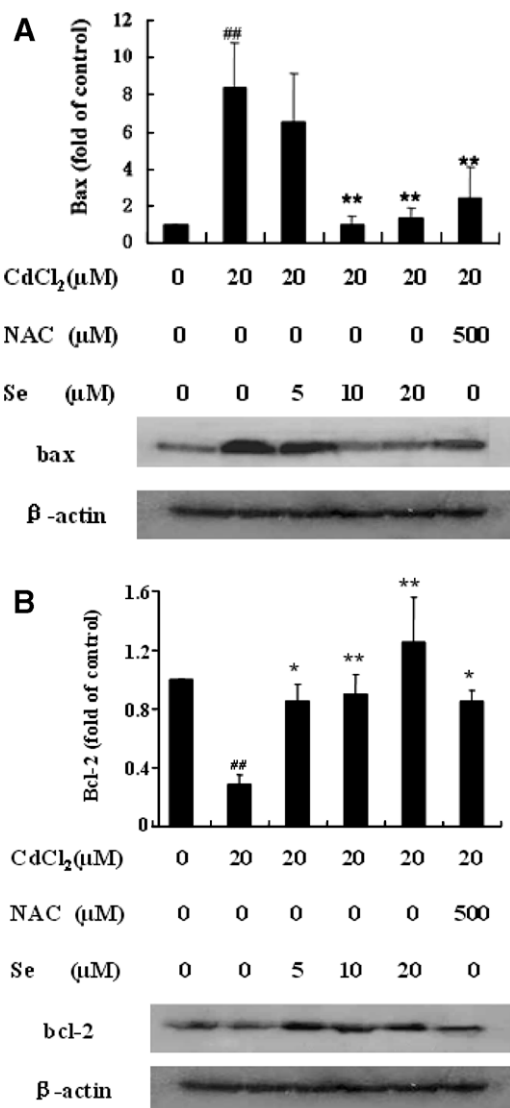 A
Bax (fold of control)
12
10
8
6
4
2
0
##
**
**
**
CdCl₂(μM) 0 20 20 20 20 20
NAC (μM) 0 0 0 0 0 500
Se (μM) 0 0 5 10 20 0
bax
β-actin
B
Bcl-2 (fold of control)
1.6
1.2
0.8
0.4
0
##
*
**
**
*
CdCl₂(μM) 0 20 20 20 20 20
NAC (μM) 0 0 0 0 0 500
Se (μM) 0 0 5 10 20 0
bcl-2
β-actin